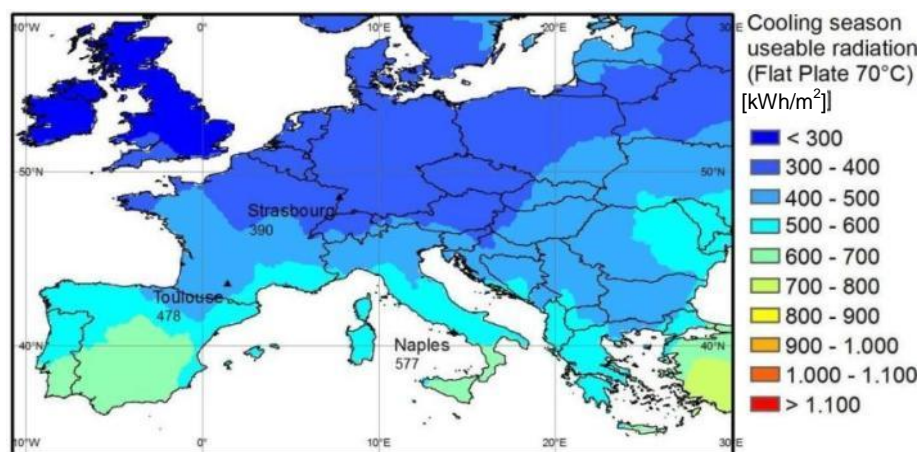 10°W
0°
10°E
20°E
30°E
50°N
50°N
Strasbourg
390
Toulouse
478
40°N
Naples
577
40°N
10°W
0°
10°E
20°E
30°E
Cooling season
useable radiation
(Flat Plate 70°C)
[kWh/m²]
< 300
300 - 400
400 - 500
500 - 600
600 - 700
700 - 800
800 - 900
900 - 1.000
1.000 - 1.100
> 1.100